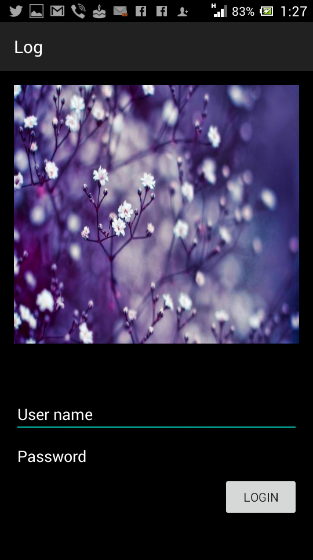 H 83% 1:27
Log
User name
Password
LOGIN